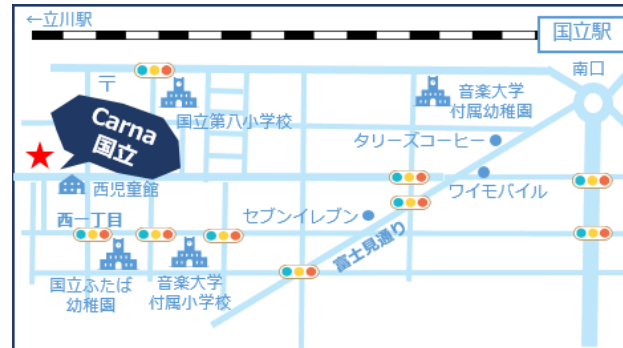 ←立川駅
国立駅
南口
〒
国立第八小学校
音楽大学
付属幼稚園
Carna
国立
タリーズコーヒー
ワイモバイル
西児童館
西一丁目
セブンイレブン
富士見通り
国立ふたば
幼稚園
音楽大学
付属小学校